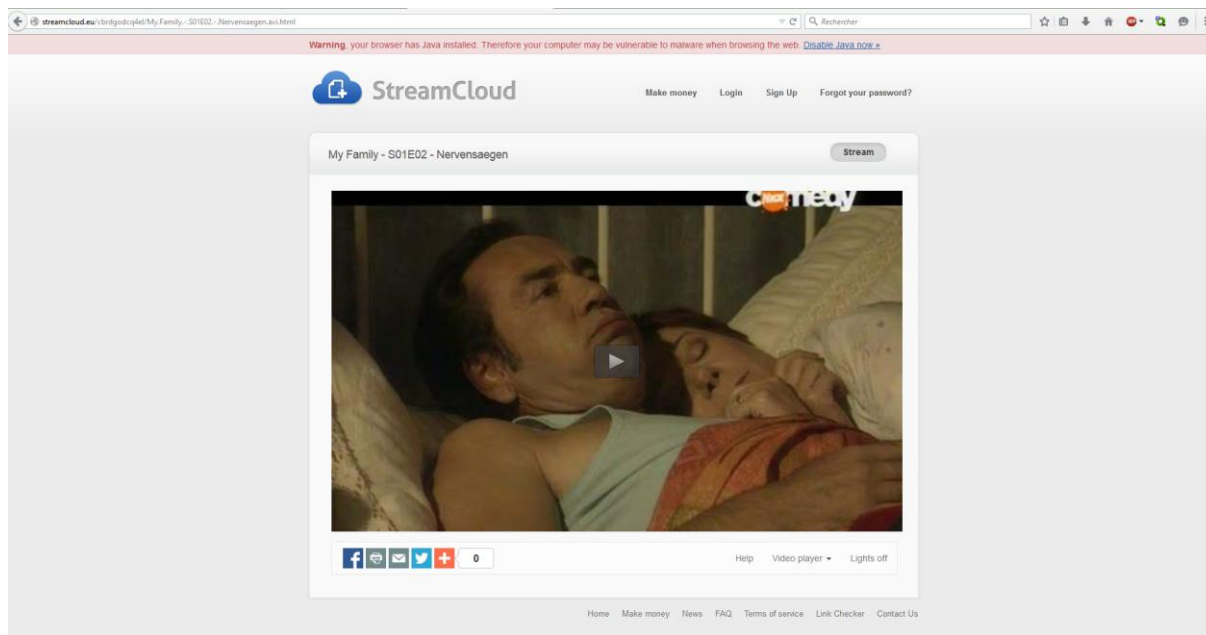 streamcloud.eu/cbrdgodcq4el/My.Family.-.S01E02.-.Nervensaegen.avi.html
Rechercher
Warning, your browser has Java installed. Therefore your computer may be vulnerable to malware when browsing the web. Disable Java now »
StreamCloud
Make money Login Sign Up Forgot your password?
My Family - S01E02 - Nervensaegen
Stream
comedy
0
Help Video player Lights off
Home Make money News FAQ Terms of service Link Checker Contact Us